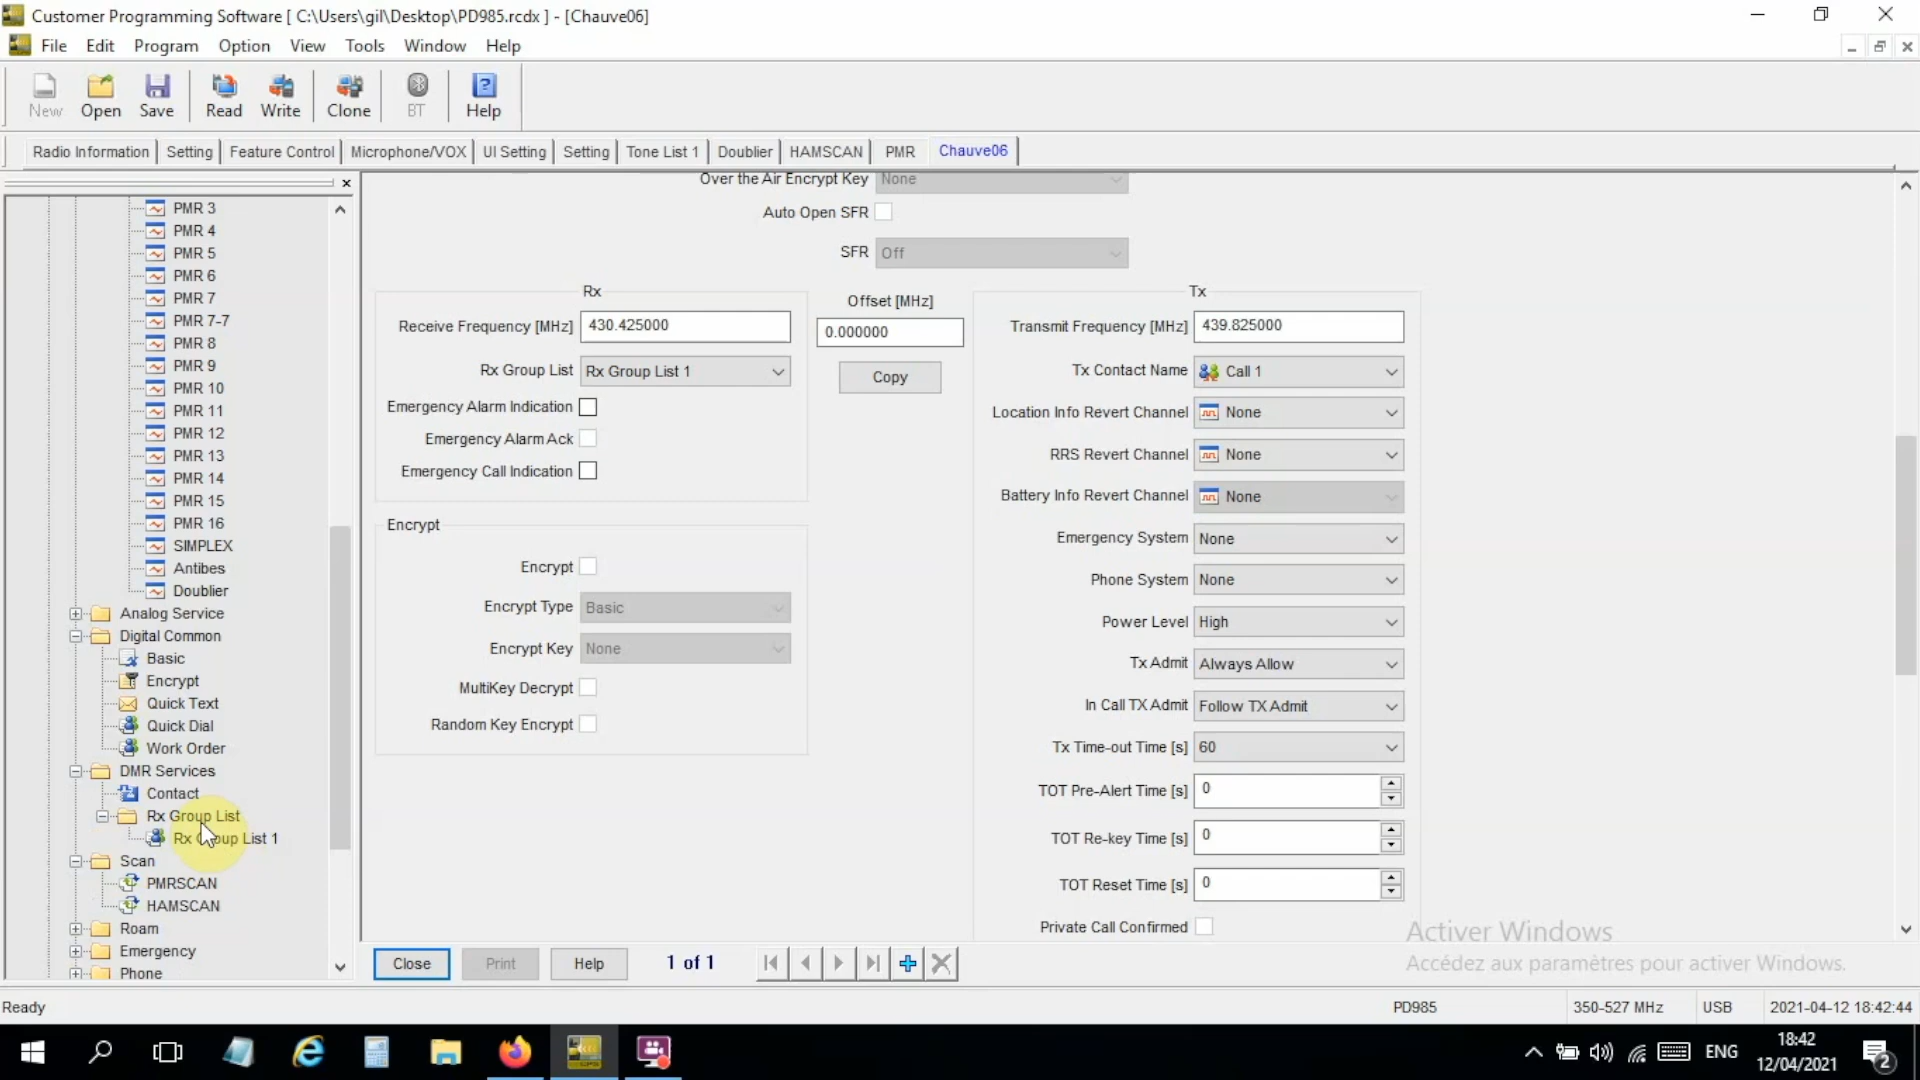 Customer Programming Software [ C:\Users\gil\Desktop\PD985.rcdx ] - [Chauve06]
File Edit Program Option View Tools Window Help
New Open Save Read Write Clone BT Help
Radio Information Setting Feature Control Microphone/VOX UI Setting Setting Tone List 1 Doublier HAMSCAN PMR Chauve06
PMR 3
PMR 4
PMR 5
PMR 6
PMR 7
PMR 7-7
PMR 8
PMR 9
PMR 10
PMR 11
PMR 12
PMR 13
PMR 14
PMR 15
PMR 16
SIMPLEX
Antibes
Doublier
Analog Service
Digital Common
Basic
Encrypt
Quick Text
Quick Dial
Work Order
DMR Services
Contact
Rx Group List
Rx Group List 1
Scan
PMRSCAN
HAMSCAN
Roam
Emergency
Phone
Over the Air Encrypt Key None
Auto Open SFR
SFR Off
Rx
Receive Frequency [MHz] 430.425000
Rx Group List Rx Group List 1
Emergency Alarm Indication
Emergency Alarm Ack
Emergency Call Indication
Offset [MHz]
0.000000
Copy
Encrypt
Encrypt
Encrypt Type Basic
Encrypt Key None
MultiKey Decrypt
Random Key Encrypt
Tx
Transmit Frequency [MHz] 439.825000
Tx Contact Name Call 1
Location Info Revert Channel None
RRS Revert Channel None
Battery Info Revert Channel None
Emergency System None
Phone System None
Power Level High
Tx Admit Always Allow
In Call TX Admit Follow TX Admit
Tx Time-out Time [s] 60
TOT Pre-Alert Time [s] 0
TOT Re-key Time [s] 0
TOT Reset Time [s] 0
Private Call Confirmed
Activer Windows
Accédez aux paramètres pour activer Windows.
Close Print Help 1 of 1
Ready PD985 350-527 MHz USB 2021-04-12 18:42:44
ENG 18:42
12/04/2021
2